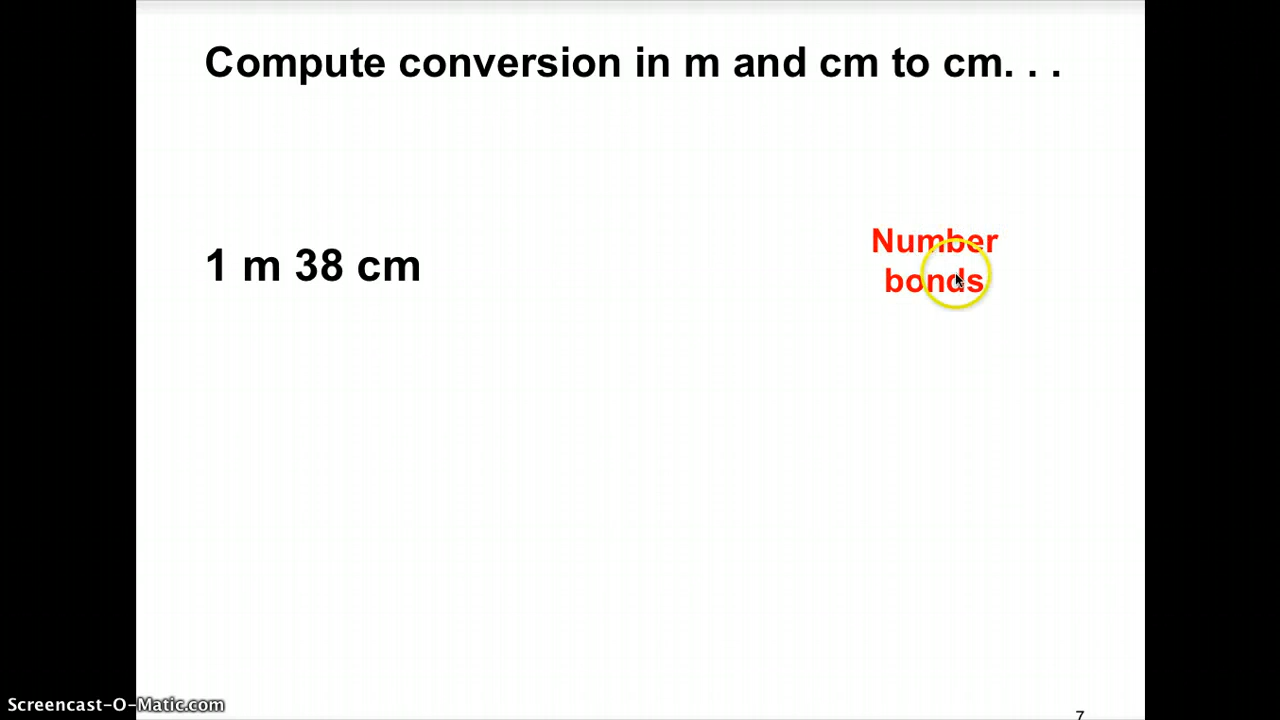 Compute conversion in m and cm to cm. . .
Number
1 m 38 cm
bonds
Screencast-O-Matic.com
7